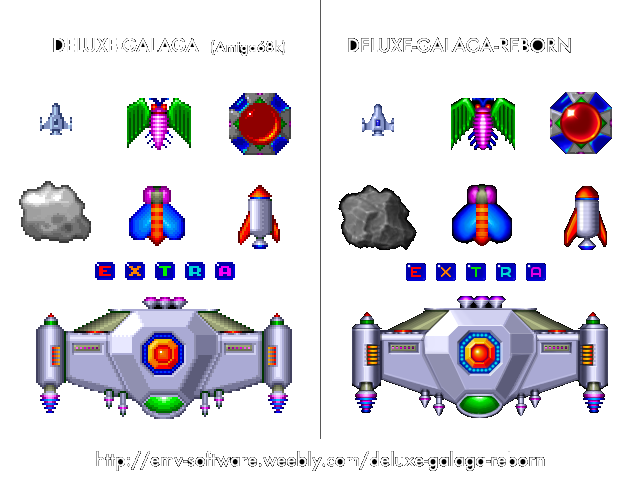 DELUXE-GALAGA (Amiga68k)
DELUXE-GALAGA-REBORN
EXTRA
EXTRA
http://emv-software.weebly.com/deluxe-galaga-reborn